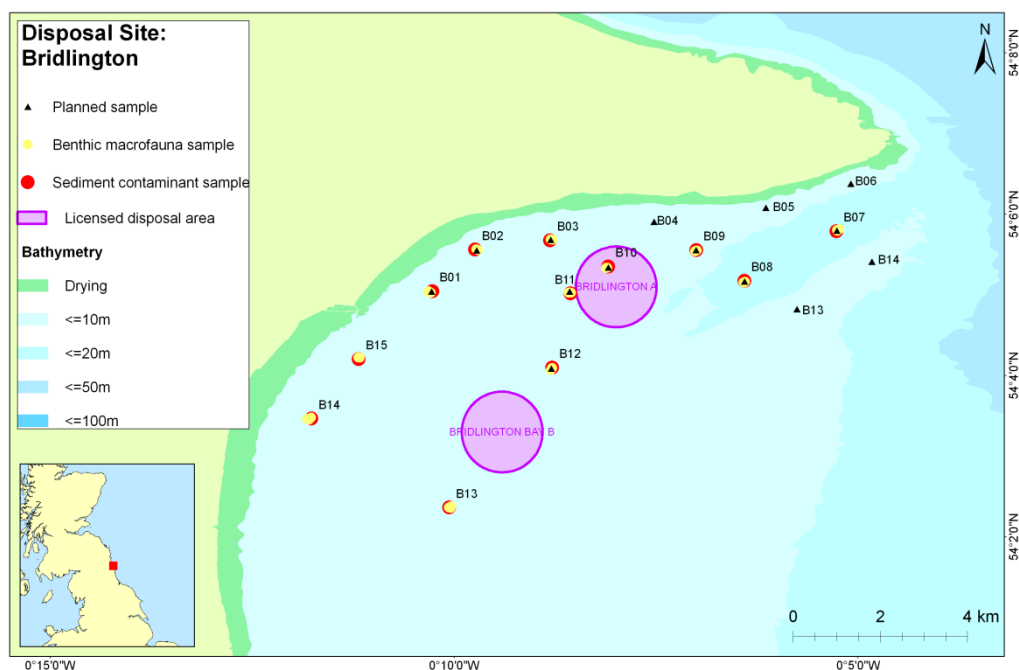 Disposal Site:
Bridlington
Planned sample
Benthic macrofauna sample
Sediment contaminant sample
Licensed disposal area
Bathymetry
Drying
<=10m
<=20m
<=50m
<=100m
N
54°8'0"N
B06
B05
54°6'0"N
B04
B07
B03
B02
B09
B10
B14
B08
B11
BRIDLINGTON A
B01
B13
B15
B12
54°4'0"N
B14
BRIDLINGTON BAY B
B13
54°2'0"N
0 2 4 km
0°15'0"W 0°10'0"W 0°5'0"W